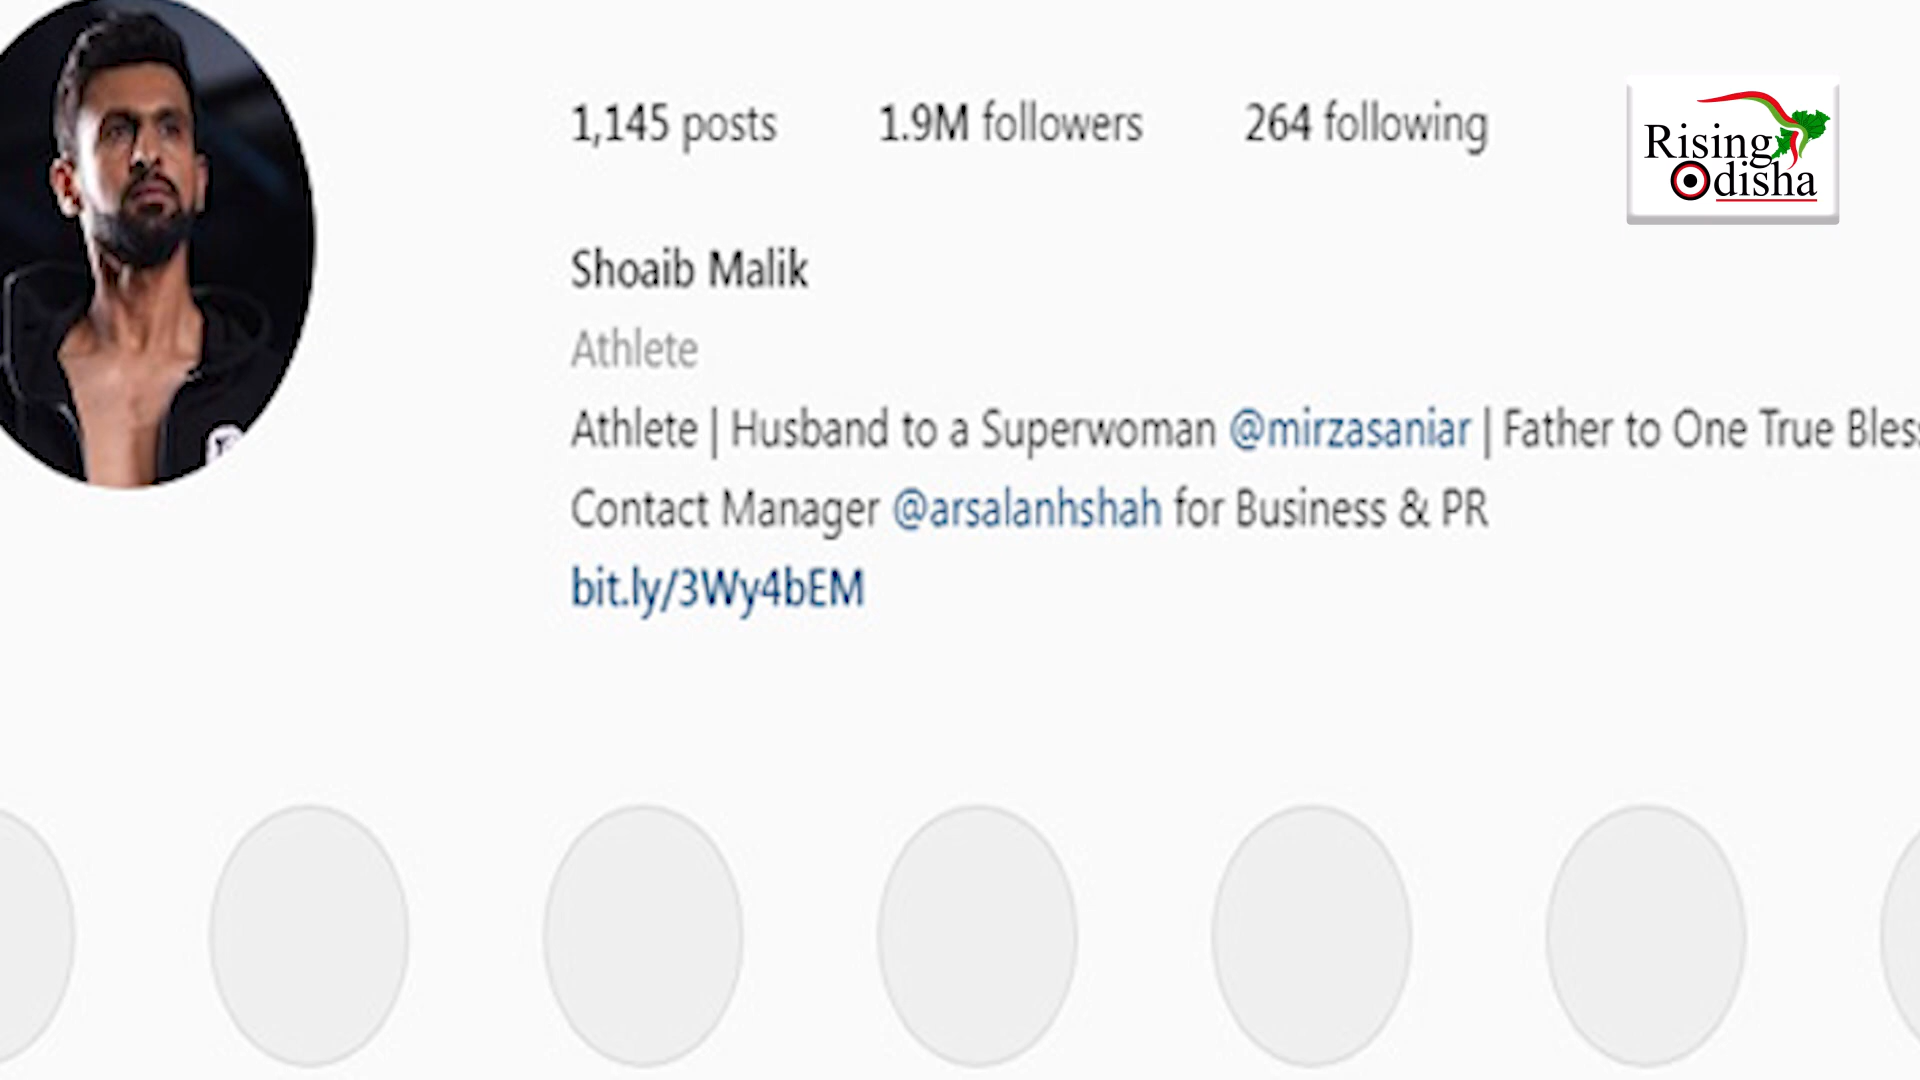 1,145 posts 1.9M followers 264 following
Rising
Odisha
Shoaib Malik
Athlete
Athlete | Husband to a Superwoman @mirzasaniar | Father to One True Bless
Contact Manager @arsalanhshah for Business & PR
bit.ly/3Wy4bEM